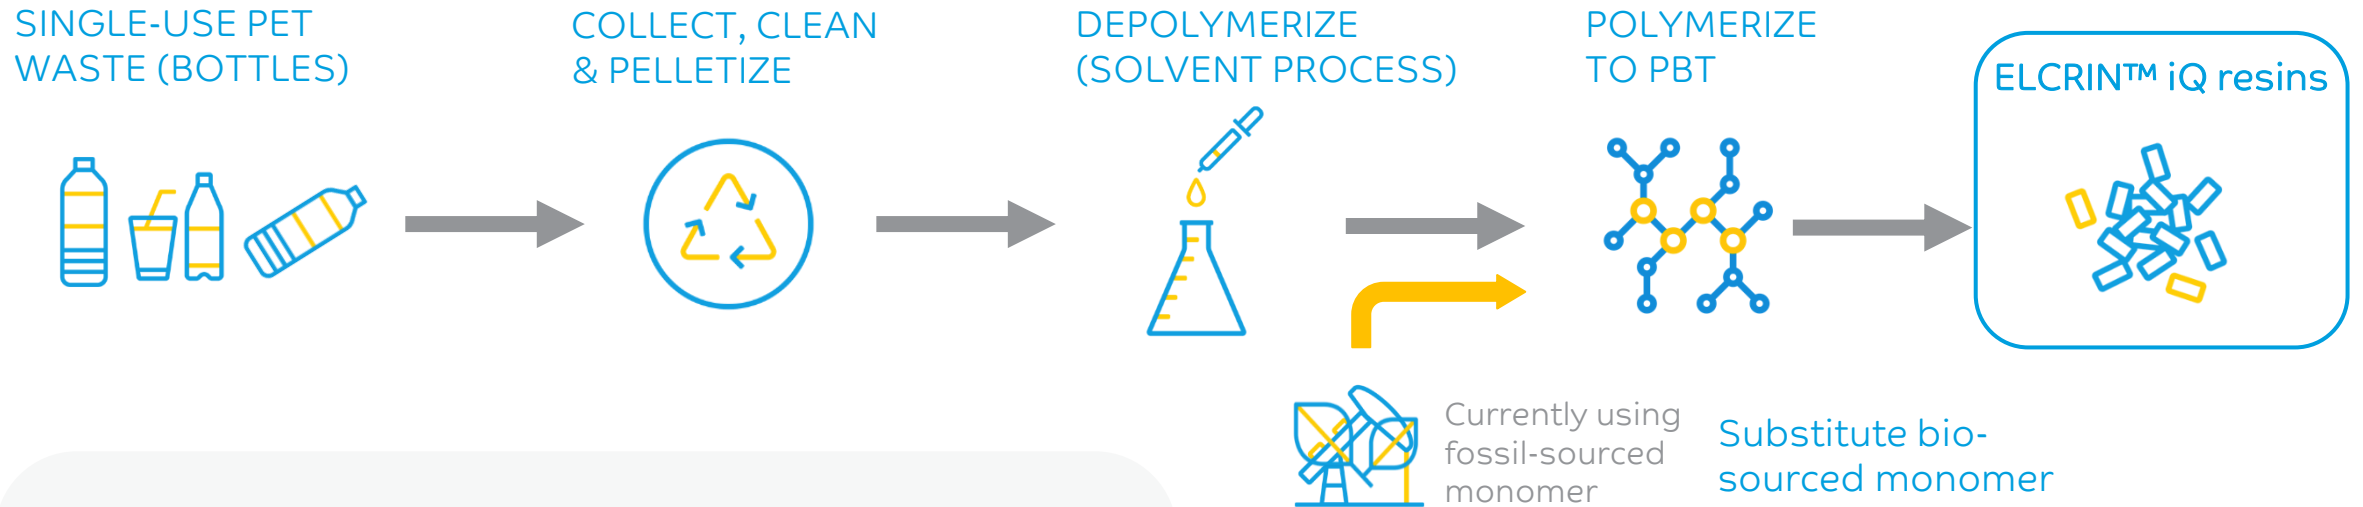 SINGLE-USE PET
WASTE (BOTTLES)
COLLECT, CLEAN
& PELLETIZE
DEPOLYMERIZE
(SOLVENT PROCESS)
POLYMERIZE
TO PBT
ELCRIN™ iQ resins
Currently using
fossil-sourced
monomer
Substitute bio-
sourced monomer